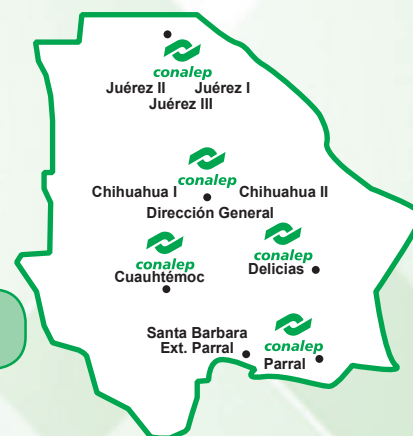 conalep
Juérez II Juérez I
Juérez III
conalep
Chihuahua I Chihuahua II
Dirección General
conalep
Cuauhtémoc
conalep
Delicias
Santa Barbara
Ext. Parral
conalep
Parral